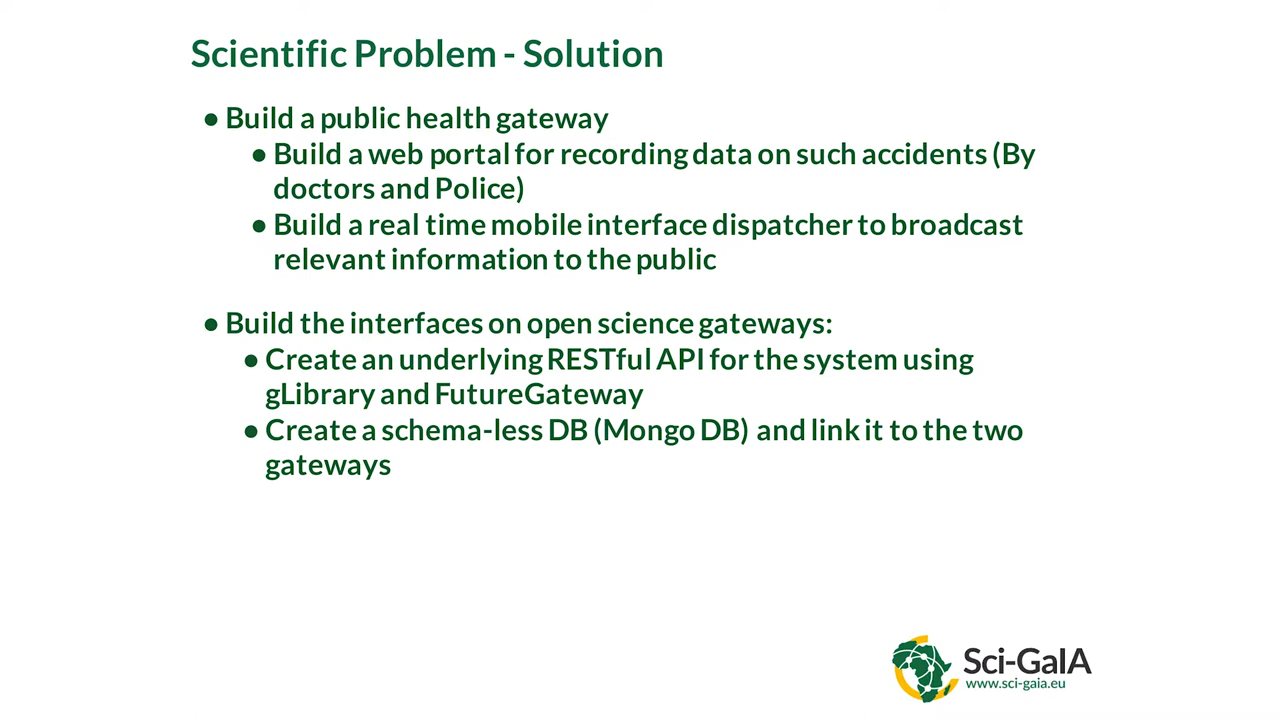 Scientific Problem - Solution
● Build a public health gateway
● Build a web portal for recording data on such accidents (By
doctors and Police)
● Build a real time mobile interface dispatcher to broadcast
relevant information to the public
● Build the interfaces on open science gateways:
● Create an underlying RESTful API for the system using
gLibrary and FutureGateway
● Create a schema-less DB (Mongo DB) and link it to the two
gateways
Sci-GaIA
www.sci-gaia.eu